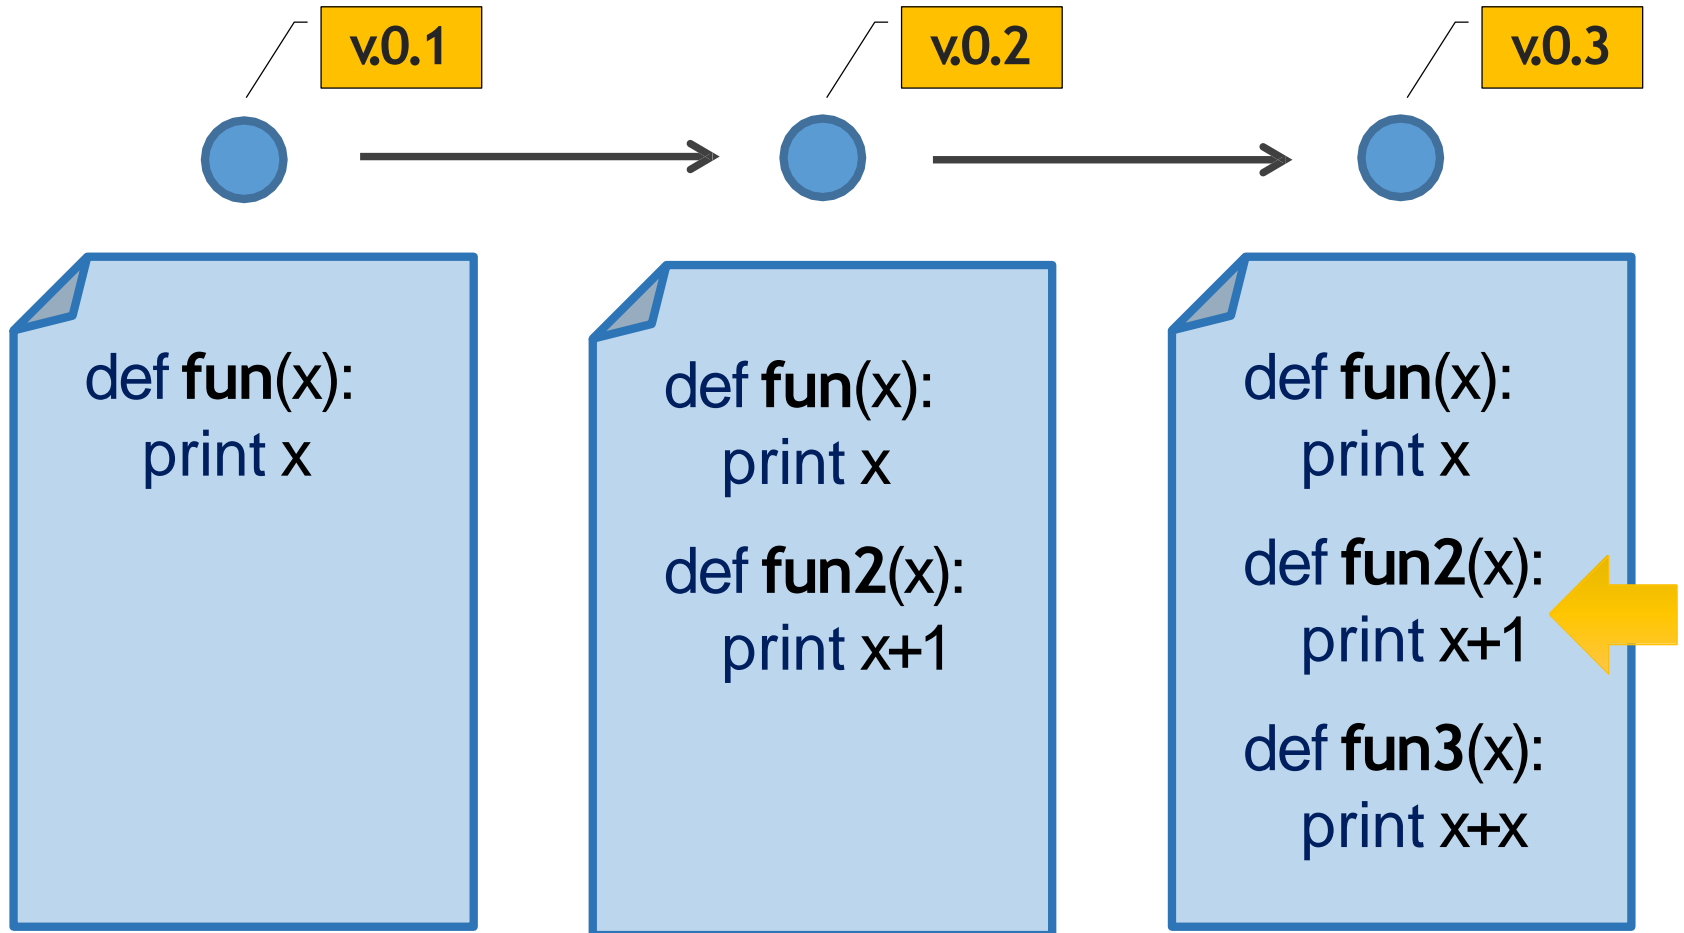 v.0.1
v.0.2
v.0.3
def fun(x):
print x
def fun(x):
print x
def fun2(x):
print x+1
def fun(x):
print x
def fun2(x):
print x+1
def fun3(x):
print x+x